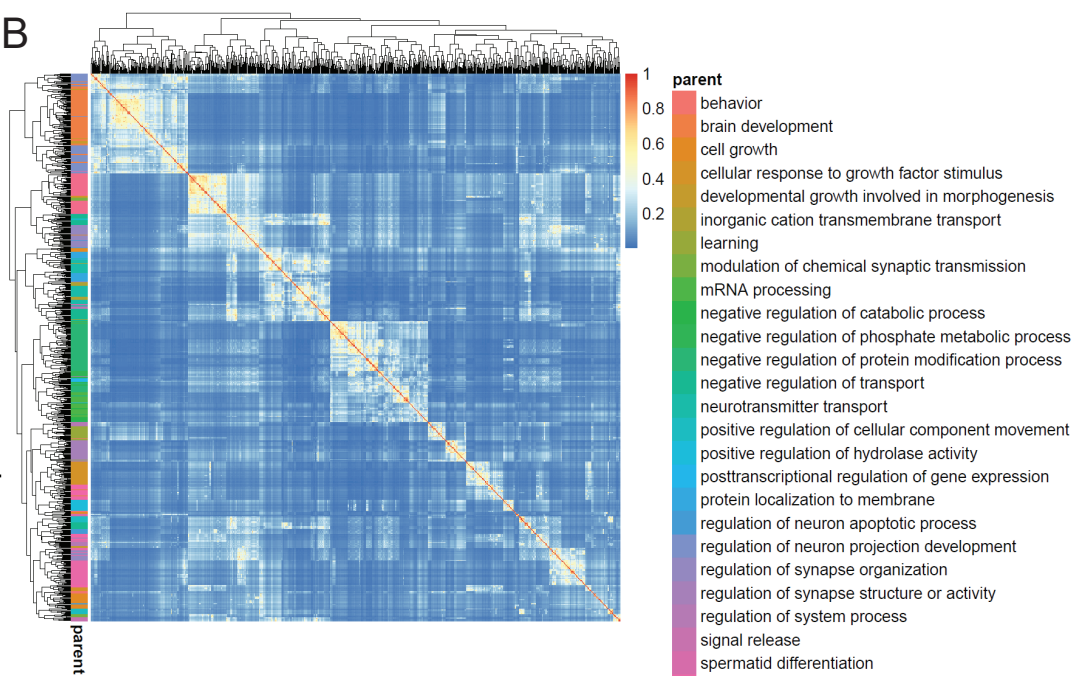 B
1
0.8
0.6
0.4
0.2
parent
parent
behavior
brain development
cell growth
cellular response to growth factor stimulus
developmental growth involved in morphogenesis
inorganic cation transmembrane transport
learning
modulation of chemical synaptic transmission
mRNA processing
negative regulation of catabolic process
negative regulation of phosphate metabolic process
negative regulation of protein modification process
negative regulation of transport
neurotransmitter transport
positive regulation of cellular component movement
positive regulation of hydrolase activity
posttranscriptional regulation of gene expression
protein localization to membrane
regulation of neuron apoptotic process
regulation of neuron projection development
regulation of synapse organization
regulation of synapse structure or activity
regulation of system process
signal release
spermatid differentiation